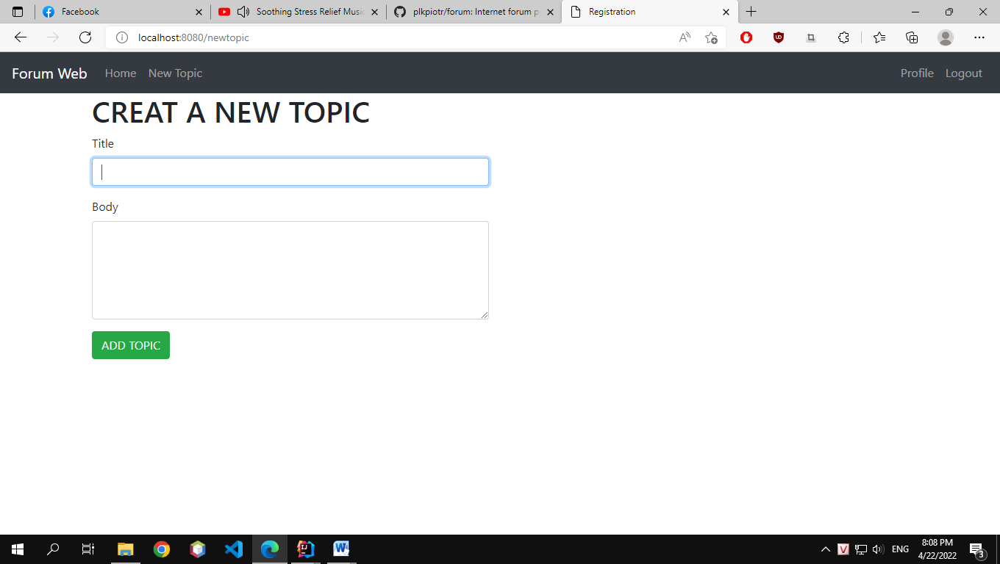 Facebook
Soothing Stress Relief Music
plkpiotr/forum: Internet forum p
Registration
localhost:8080/newtopic
Forum Web
Home
New Topic
Profile
Logout
CREAT A NEW TOPIC
Title
Body
ADD TOPIC
ENG
8:08 PM
4/22/2022
3